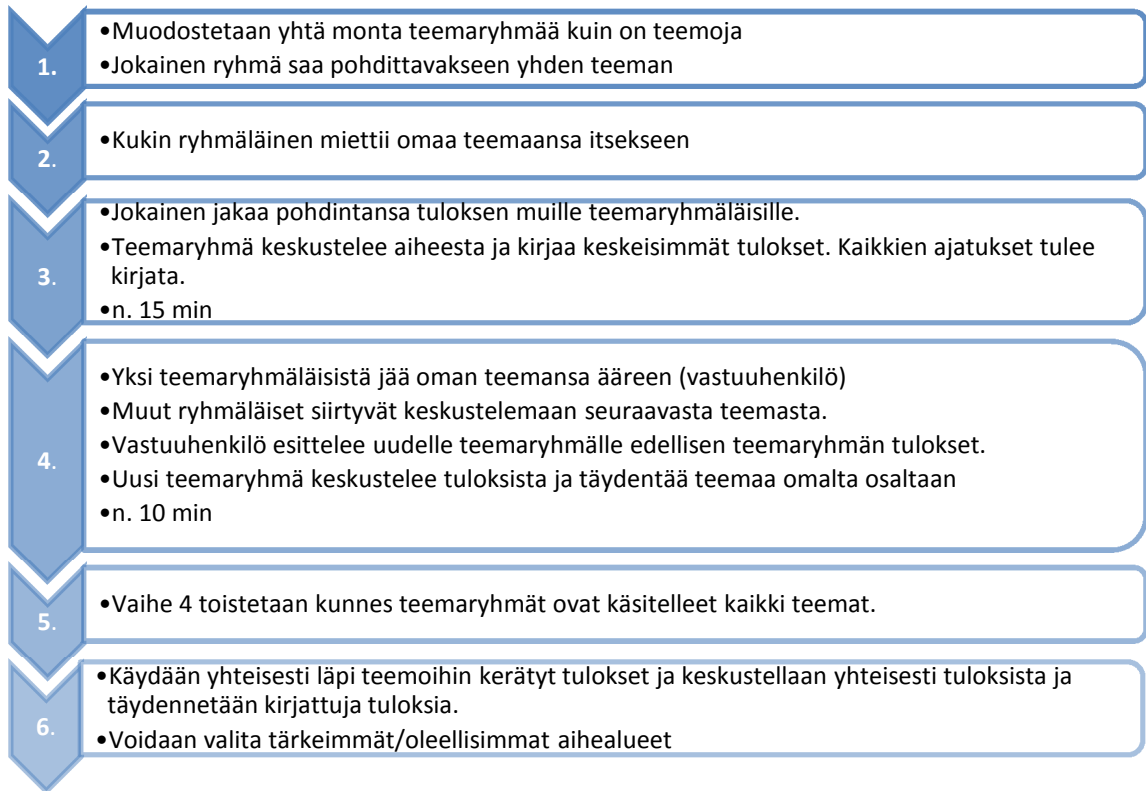 1.
•Muodostetaan yhtä monta teemaryhmää kuin on teemoja
•Jokainen ryhmä saa pohdittavakseen yhden teeman
2.
•Kukin ryhmäläinen miettii omaa teemaansa itsekseen
3.
•Jokainen jakaa pohdintansa tuloksen muille teemaryhmäläisille.
•Teemaryhmä keskustelee aiheesta ja kirjaa keskeisimmät tulokset. Kaikkien ajatukset tulee
kirjata.
•n. 15 min
4.
•Yksi teemaryhmäläisistä jää oman teemansa ääreen (vastuuhenkilö)
•Muut ryhmäläiset siirtyvät keskustelemaan seuraavasta teemasta.
•Vastuuhenkilö esittelee uudelle teemaryhmälle edellisen teemaryhmän tulokset.
•Uusi teemaryhmä keskustelee tuloksista ja täydentää teemaa omalta osaltaan
•n. 10 min
5.
•Vaihe 4 toistetaan kunnes teemaryhmät ovat käsitelleet kaikki teemat.
6.
•Käydään yhteisesti läpi teemoihin kerätyt tulokset ja keskustellaan yhteisesti tuloksista ja
täydennetään kirjattuja tuloksia.
•Voidaan valita tärkeimmät/oleellisimmat aihealueet